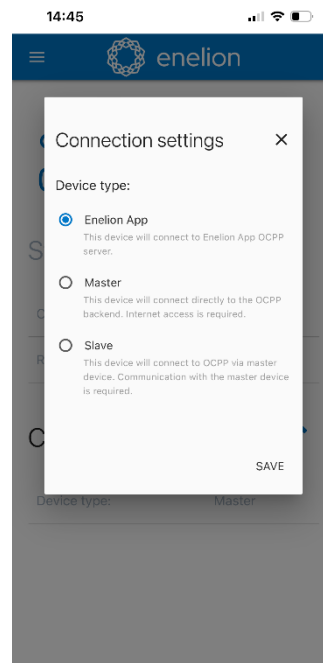 14:45
enelion
Connection settings
Device type:
Enelion App
This device will connect to Enelion App OCPP
server.
Master
This device will connect directly to the OCPP
backend. Internet access is required.
Slave
This device will connect to OCPP via master
device. Communication with the master device
is required.
SAVE
Device type: Master